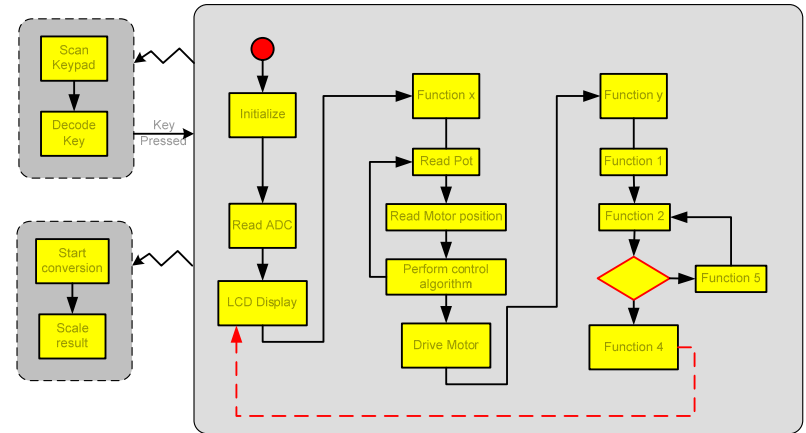 Scan
Keypad
Decode
Key
Key
Pressed
Start
conversion
Scale
result
Initialize
Read ADC
LCD Display
Function x
Read Pot
Read Motor position
Perform control
algorithm
Drive Motor
Function y
Function 1
Function 2
Function 5
Function 4